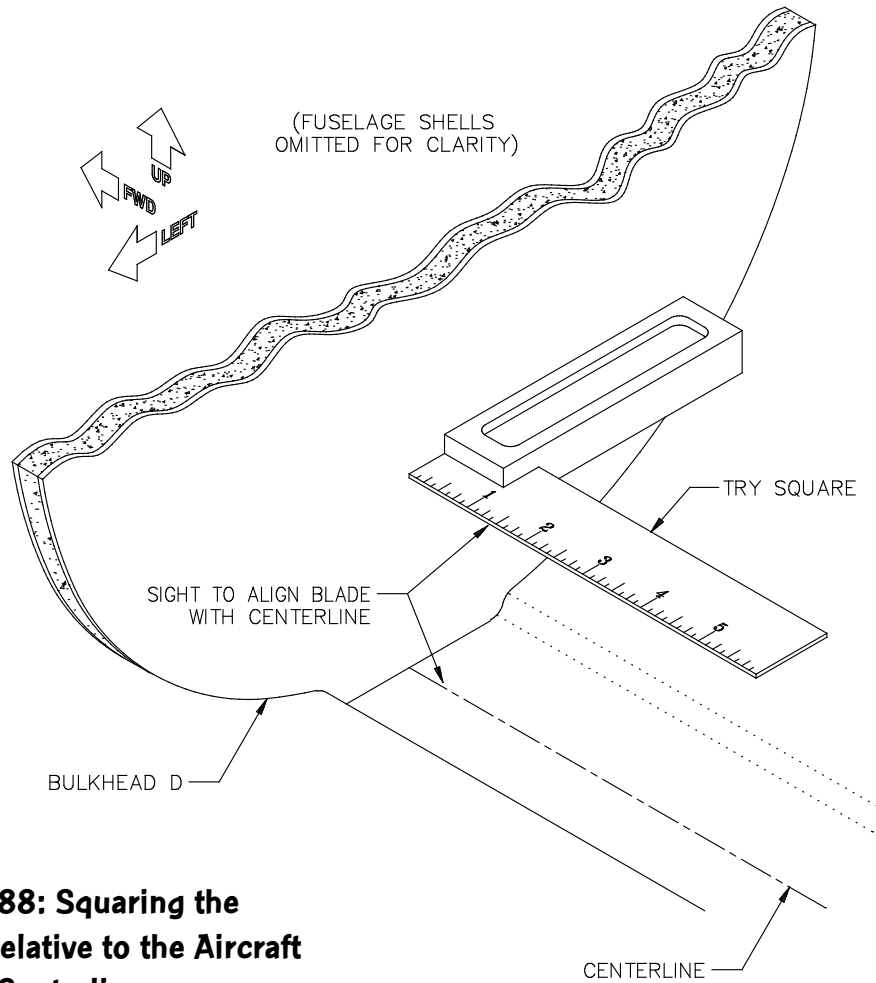 (FUSELAGE SHELLS
OMITTED FOR CLARITY)
UP
FWD
LEFT
1
2
3
4
5
TRY SQUARE
SIGHT TO ALIGN BLADE
WITH CENTERLINE
BULKHEAD D
88: Squaring the
elative to the Aircraft
CENTERLINE